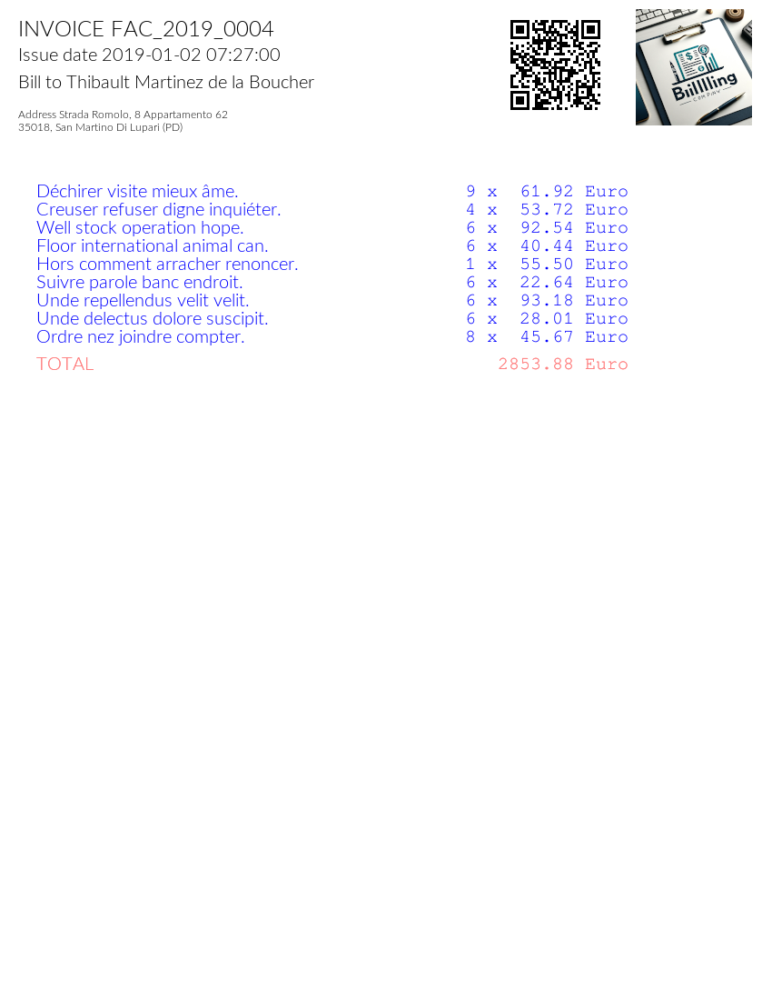 INVOICE FAC_2019_0004
Issue date 2019-01-02 07:27:00
Bill to Thibault Martinez de la Boucher
Address Strada Romolo, 8 Appartamento 62
35018, San Martino Di Lupari (PD)
Biillling
COMPANY
Déchirer visite mieux âme. 9 x 61.92 Euro
Creuser refuser digne inquiéter. 4 x 53.72 Euro
Well stock operation hope. 6 x 92.54 Euro
Floor international animal can. 6 x 40.44 Euro
Hors comment arracher renoncer. 1 x 55.50 Euro
Suivre parole banc endroit. 6 x 22.64 Euro
Unde repellendus velit velit. 6 x 93.18 Euro
Unde delectus dolore suscipit. 6 x 28.01 Euro
Ordre nez joindre compter. 8 x 45.67 Euro
TOTAL 2853.88 Euro